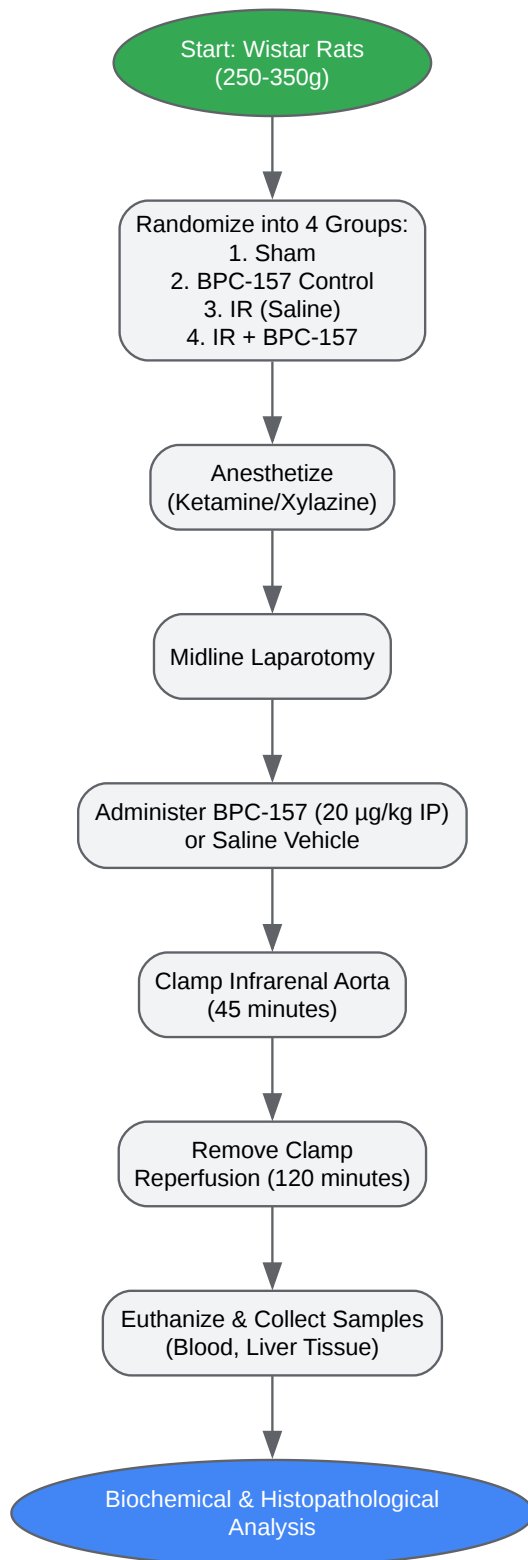 Start: Wistar Rats
(250-350g)
Randomize into 4 Groups:
1. Sham
2. BPC-157 Control
3. IR (Saline)
4. IR + BPC-157
Anesthetize
(Ketamine/Xylazine)
Midline Laparotomy
Administer BPC-157 (20 µg/kg IP)
or Saline Vehicle
Clamp Infrarenal Aorta
(45 minutes)
Remove Clamp
Reperfusion (120 minutes)
Euthanize & Collect Samples
(Blood, Liver Tissue)
Biochemical & Histopathological
Analysis